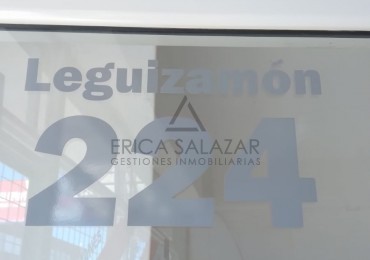 Leguizamón
224
ERICA SALAZAR
GESTIONES INMOBILIARIAS